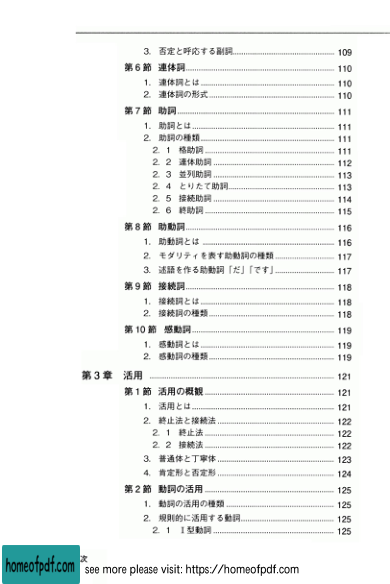 3. 否定と呼応する副詞 109
第6節 連体詞 110
1. 連体詞とは 110
2. 連体詞の形式 110
第7節 助詞 111
1. 助詞とは 111
2. 助詞の種類 111
2.1 格助詞 111
2.2 連体助詞 112
2.3 並列助詞 113
2.4 とりたて助詞 113
2.5 接続助詞 114
2.6 終助詞 115
第8節 助動詞 116
1. 助動詞とは 116
2. モダリティを表す助動詞の種類 117
3. 述語を作る助動詞「だ」「です」 117
第9節 接続詞 118
1. 接続詞とは 118
2. 接続詞の種類 118
第10節 感動詞 119
1. 感動詞とは 119
2. 感動詞の種類 119
第3章 活用 121
第1節 活用の概観 121
1. 活用とは 121
2. 終止法と接続法 122
2.1 終止法 122
2.2 接続法 122
3. 普通体と丁寧体 123
4. 肯定形と否定形 124
第2節 動詞の活用 125
1. 動詞の活用の種類 125
2. 規則的に活用する動詞 125
2.1 Ⅰ型動詞 125
次
homeofpdf.com see more please visit: https://homeofpdf.com